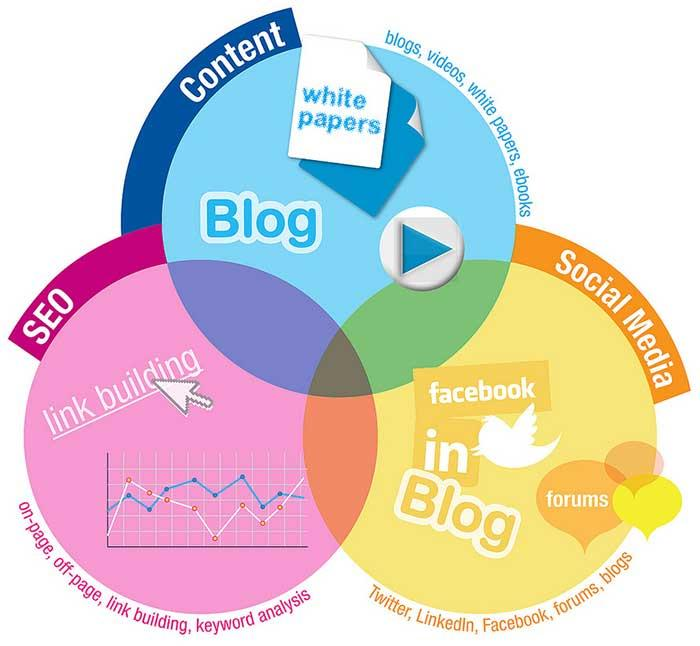 Content
blogs, videos, white papers, ebooks
white
papers
Blog
SEO
Social Media
link building
facebook
in
Blog
forums
on-page, off-page, link building, keyword analysis
Twitter, LinkedIn, Facebook, forums, blogs